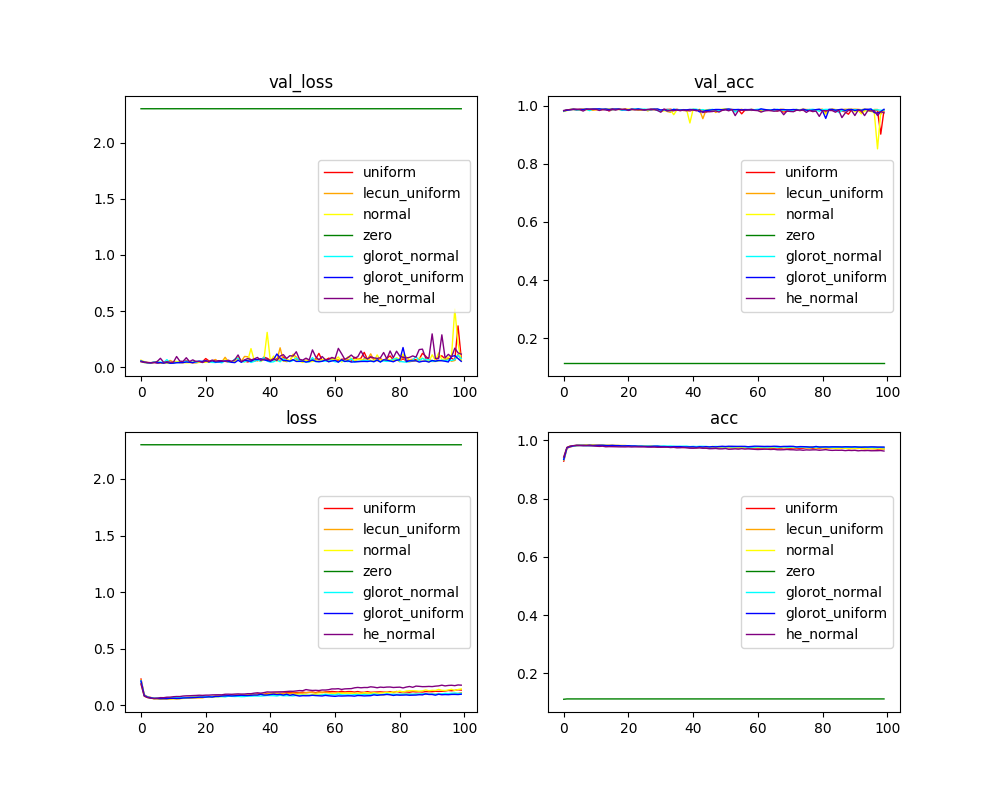 val_loss
2.0
1.5
1.0
0.5
0.0
0 20 40 60 80 100
uniform
lecun_uniform
normal
zero
glorot_normal
glorot_uniform
he_normal
val_acc
1.0
0.8
0.6
0.4
0.2
0 20 40 60 80 100
uniform
lecun_uniform
normal
zero
glorot_normal
glorot_uniform
he_normal
loss
2.0
1.5
1.0
0.5
0.0
0 20 40 60 80 100
uniform
lecun_uniform
normal
zero
glorot_normal
glorot_uniform
he_normal
acc
1.0
0.8
0.6
0.4
0.2
0 20 40 60 80 100
uniform
lecun_uniform
normal
zero
glorot_normal
glorot_uniform
he_normal